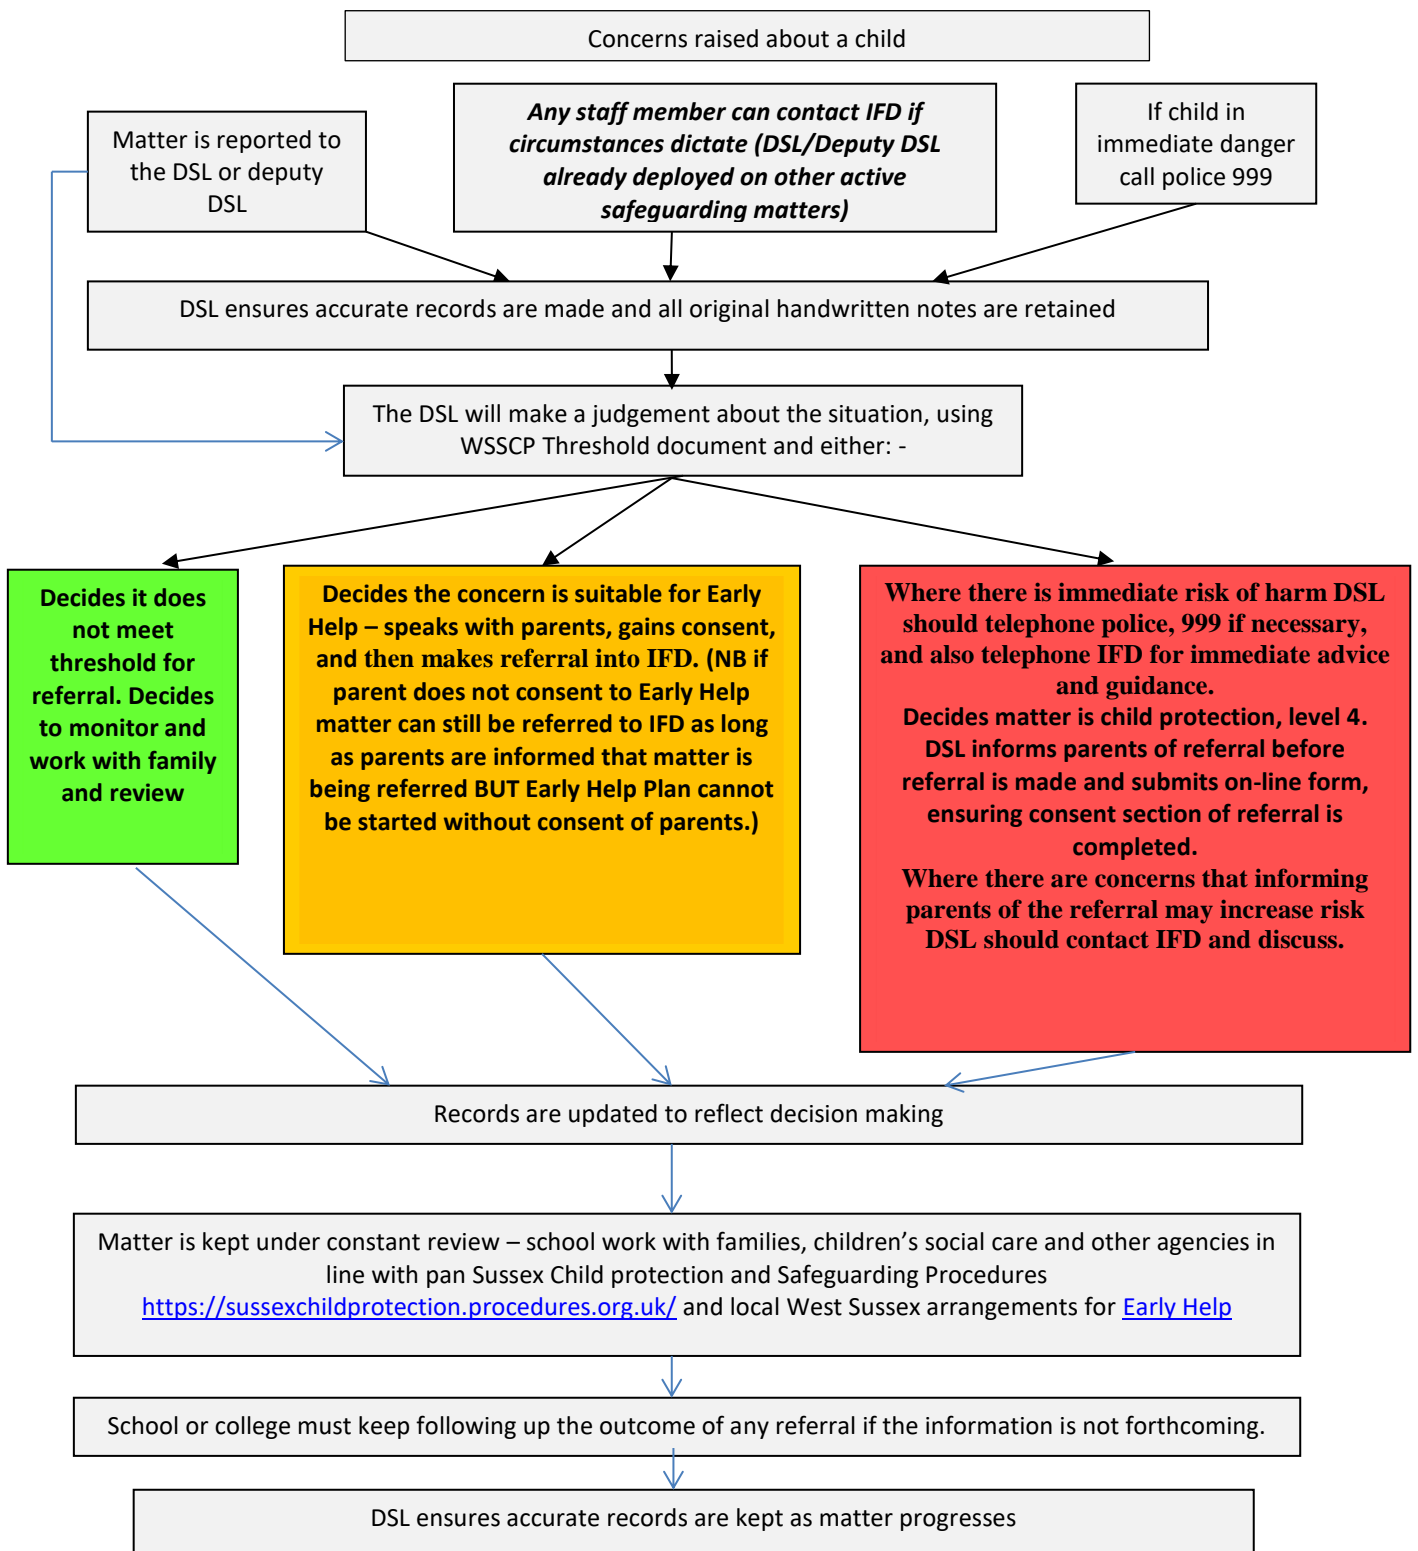 Concerns raised about a child
Matter is reported to
the DSL or deputy
DSL
Any staff member can contact IFD if
circumstances dictate (DSL/Deputy DSL
already deployed on other active
safeguarding matters)
If child in
immediate danger
call police 999
DSL ensures accurate records are made and all original handwritten notes are retained
The DSL will make a judgement about the situation, using
WSSCP Threshold document and either: -
Decides it does
not meet
threshold for
referral. Decides
to monitor and
work with family
and review
Decides the concern is suitable for Early
Help – speaks with parents, gains consent,
and then makes referral into IFD. (NB if
parent does not consent to Early Help
matter can still be referred to IFD as long
as parents are informed that matter is
being referred BUT Early Help Plan cannot
be started without consent of parents.)
Where there is immediate risk of harm DSL
should telephone police, 999 if necessary,
and also telephone IFD for immediate advice
and guidance.
Decides matter is child protection, level 4.
DSL informs parents of referral before
referral is made and submits on-line form,
ensuring consent section of referral is
completed.
Where there are concerns that informing
parents of the referral may increase risk
DSL should contact IFD and discuss.
Records are updated to reflect decision making
Matter is kept under constant review – school work with families, children’s social care and other agencies in
line with pan Sussex Child protection and Safeguarding Procedures
https://sussexchildprotection.procedures.org.uk/ and local West Sussex arrangements for Early Help
School or college must keep following up the outcome of any referral if the information is not forthcoming.
DSL ensures accurate records are kept as matter progresses